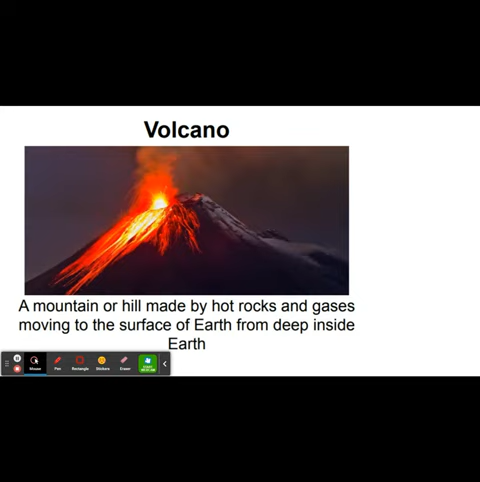 Volcano
A mountain or hill made by hot rocks and gases
moving to the surface of Earth from deep inside
Earth
Mouse Pen Rectangle Stickers Eraser